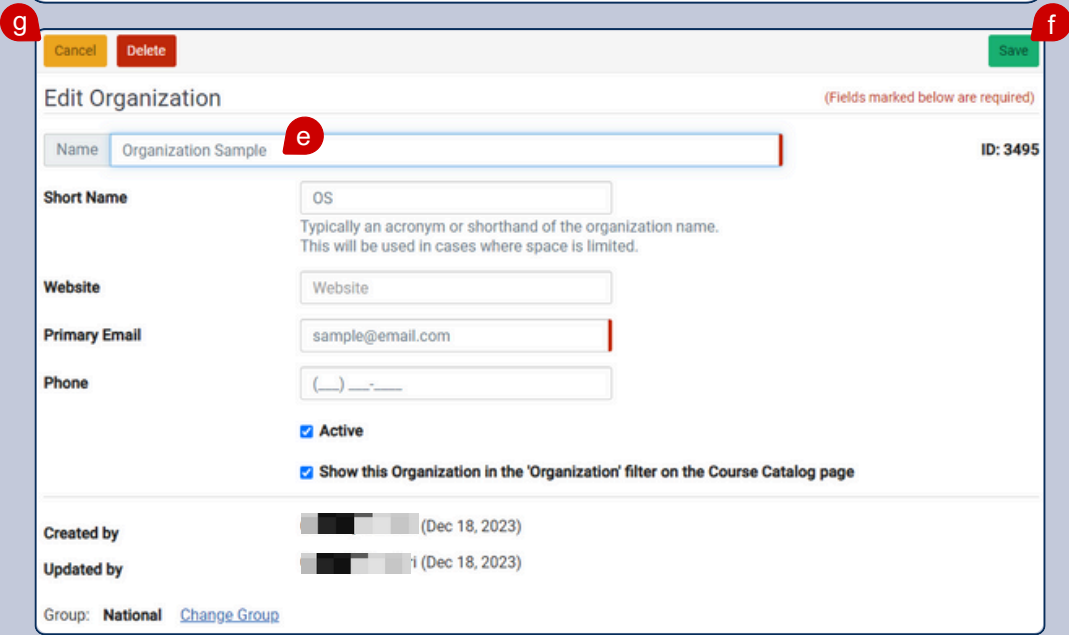 g
f
Cancel Delete Save
Edit Organization (Fields marked below are required)
e
Name Organization Sample ID: 3495
Short Name OS
Typically an acronym or shorthand of the organization name.
This will be used in cases where space is limited.
Website Website
Primary Email sample@email.com
Phone (__) __-___
Active
Show this Organization in the 'Organization' filter on the Course Catalog page
Created by (Dec 18, 2023)
Updated by (Dec 18, 2023)
Group: National Change Group